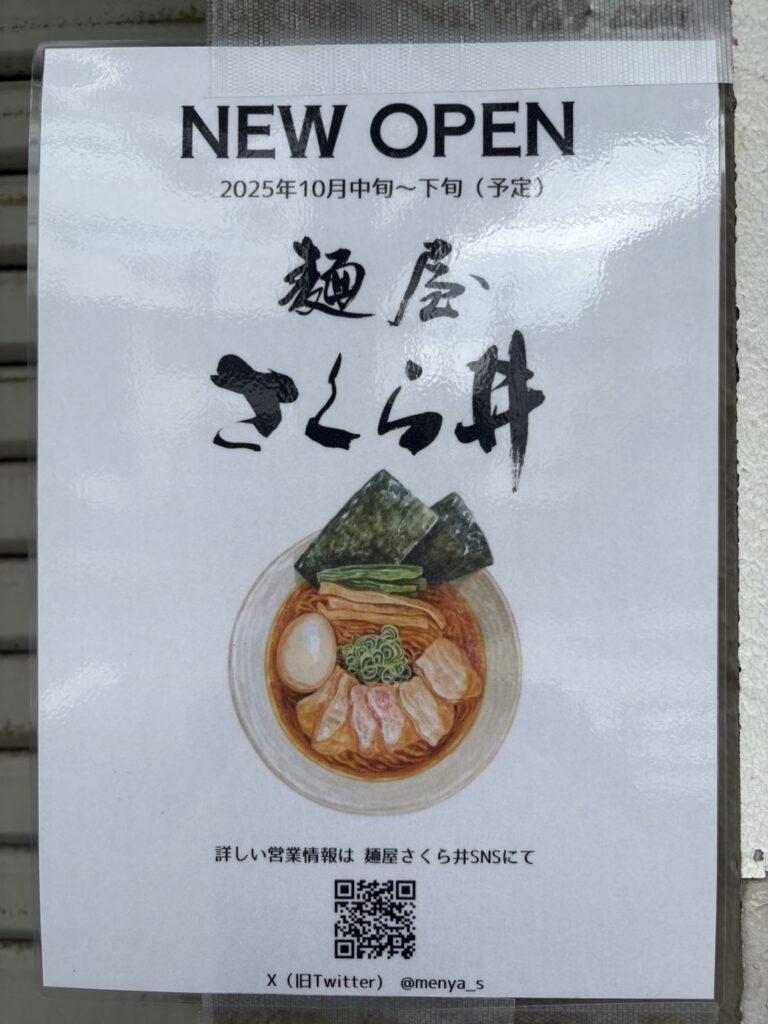 NEW OPEN
2025年10月中旬～下旬（予定）
麺屋
さくら井
詳しい営業情報は 麺屋さくら井SNSにて
X（旧Twitter） @menya_s